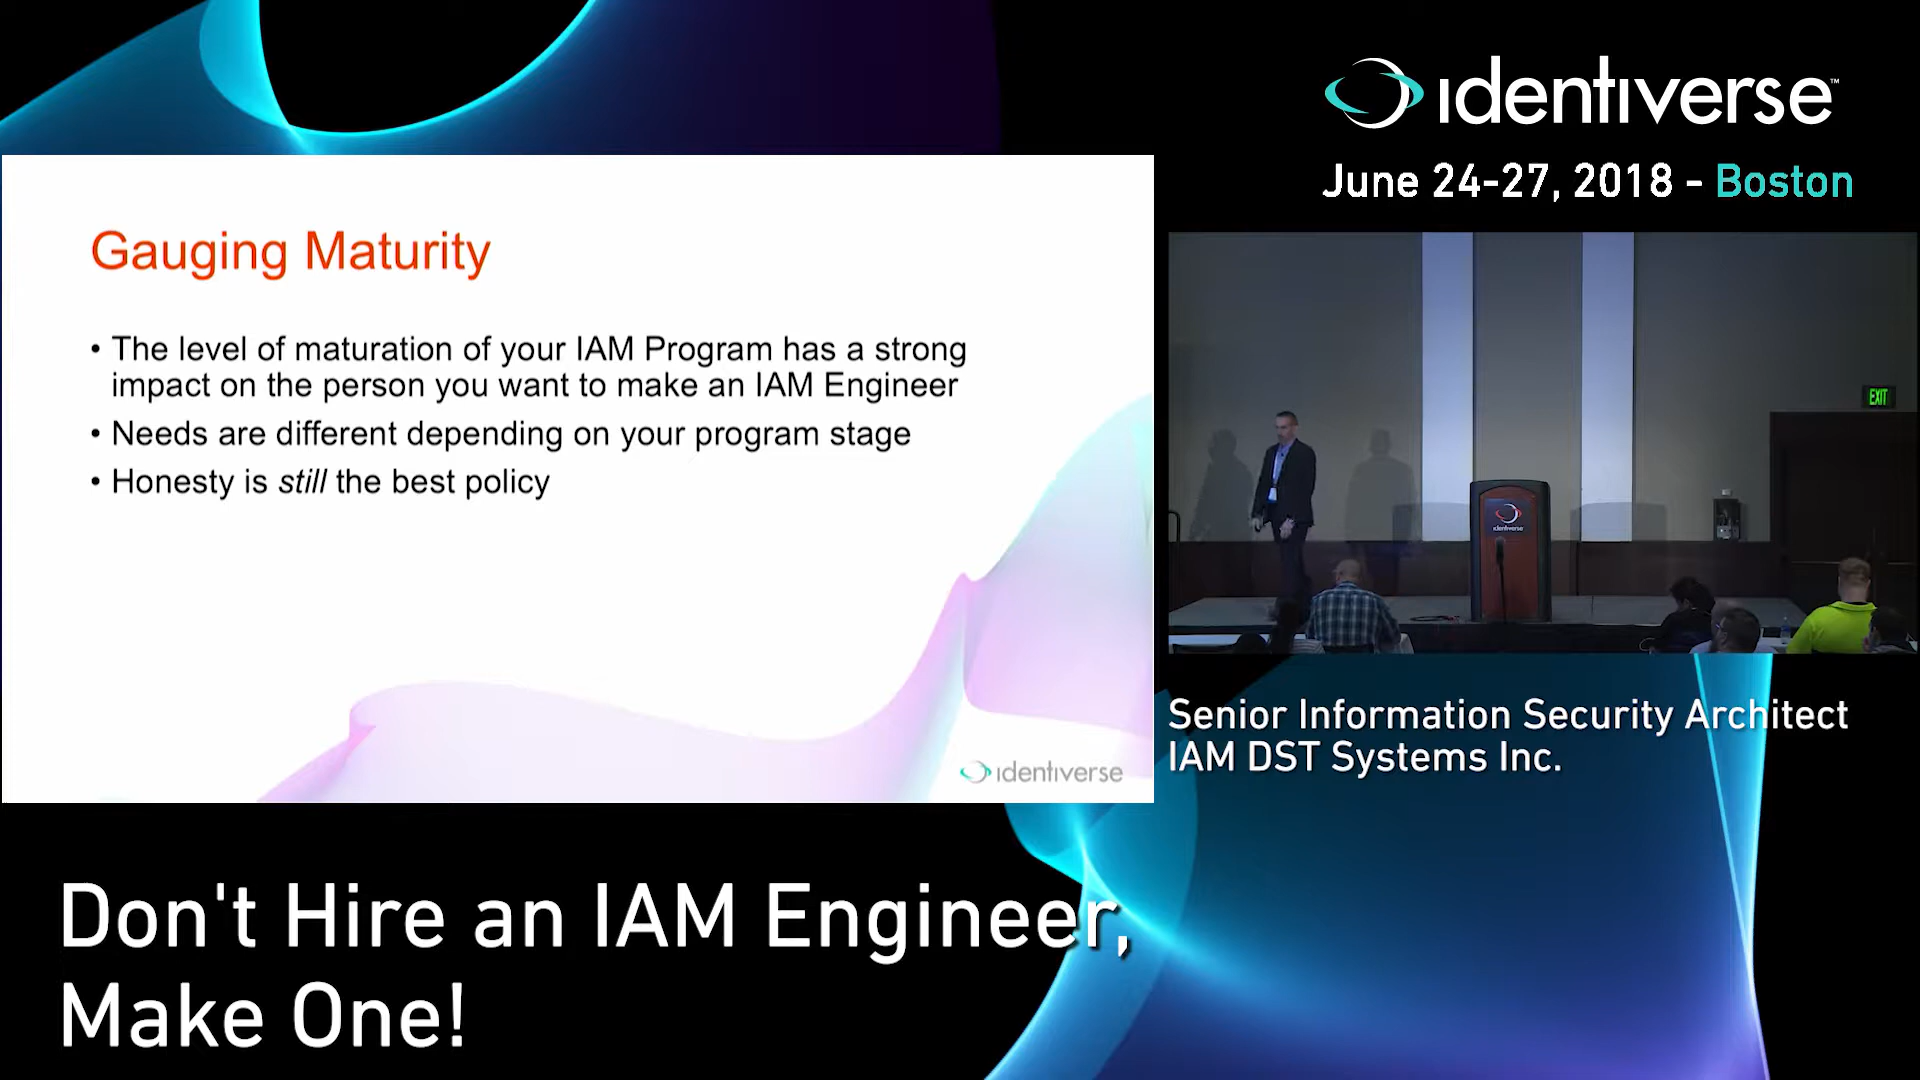 identiverse™
June 24-27, 2018 - Boston
Gauging Maturity
• The level of maturation of your IAM Program has a strong
impact on the person you want to make an IAM Engineer
• Needs are different depending on your program stage
• Honesty is still the best policy
identiverse
EXIT
identiverse
Senior Information Security Architect
IAM DST Systems Inc.
Don't Hire an IAM Engineer,
Make One!